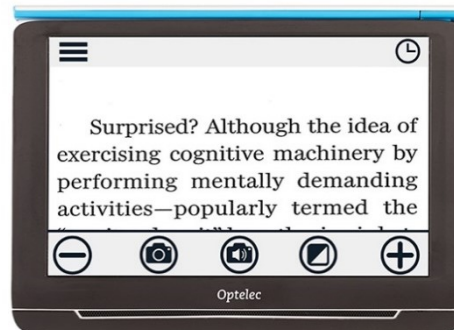 Surprised? Although the idea of
exercising cognitive machinery by
performing mentally demanding
activities—popularly termed the
Optelec